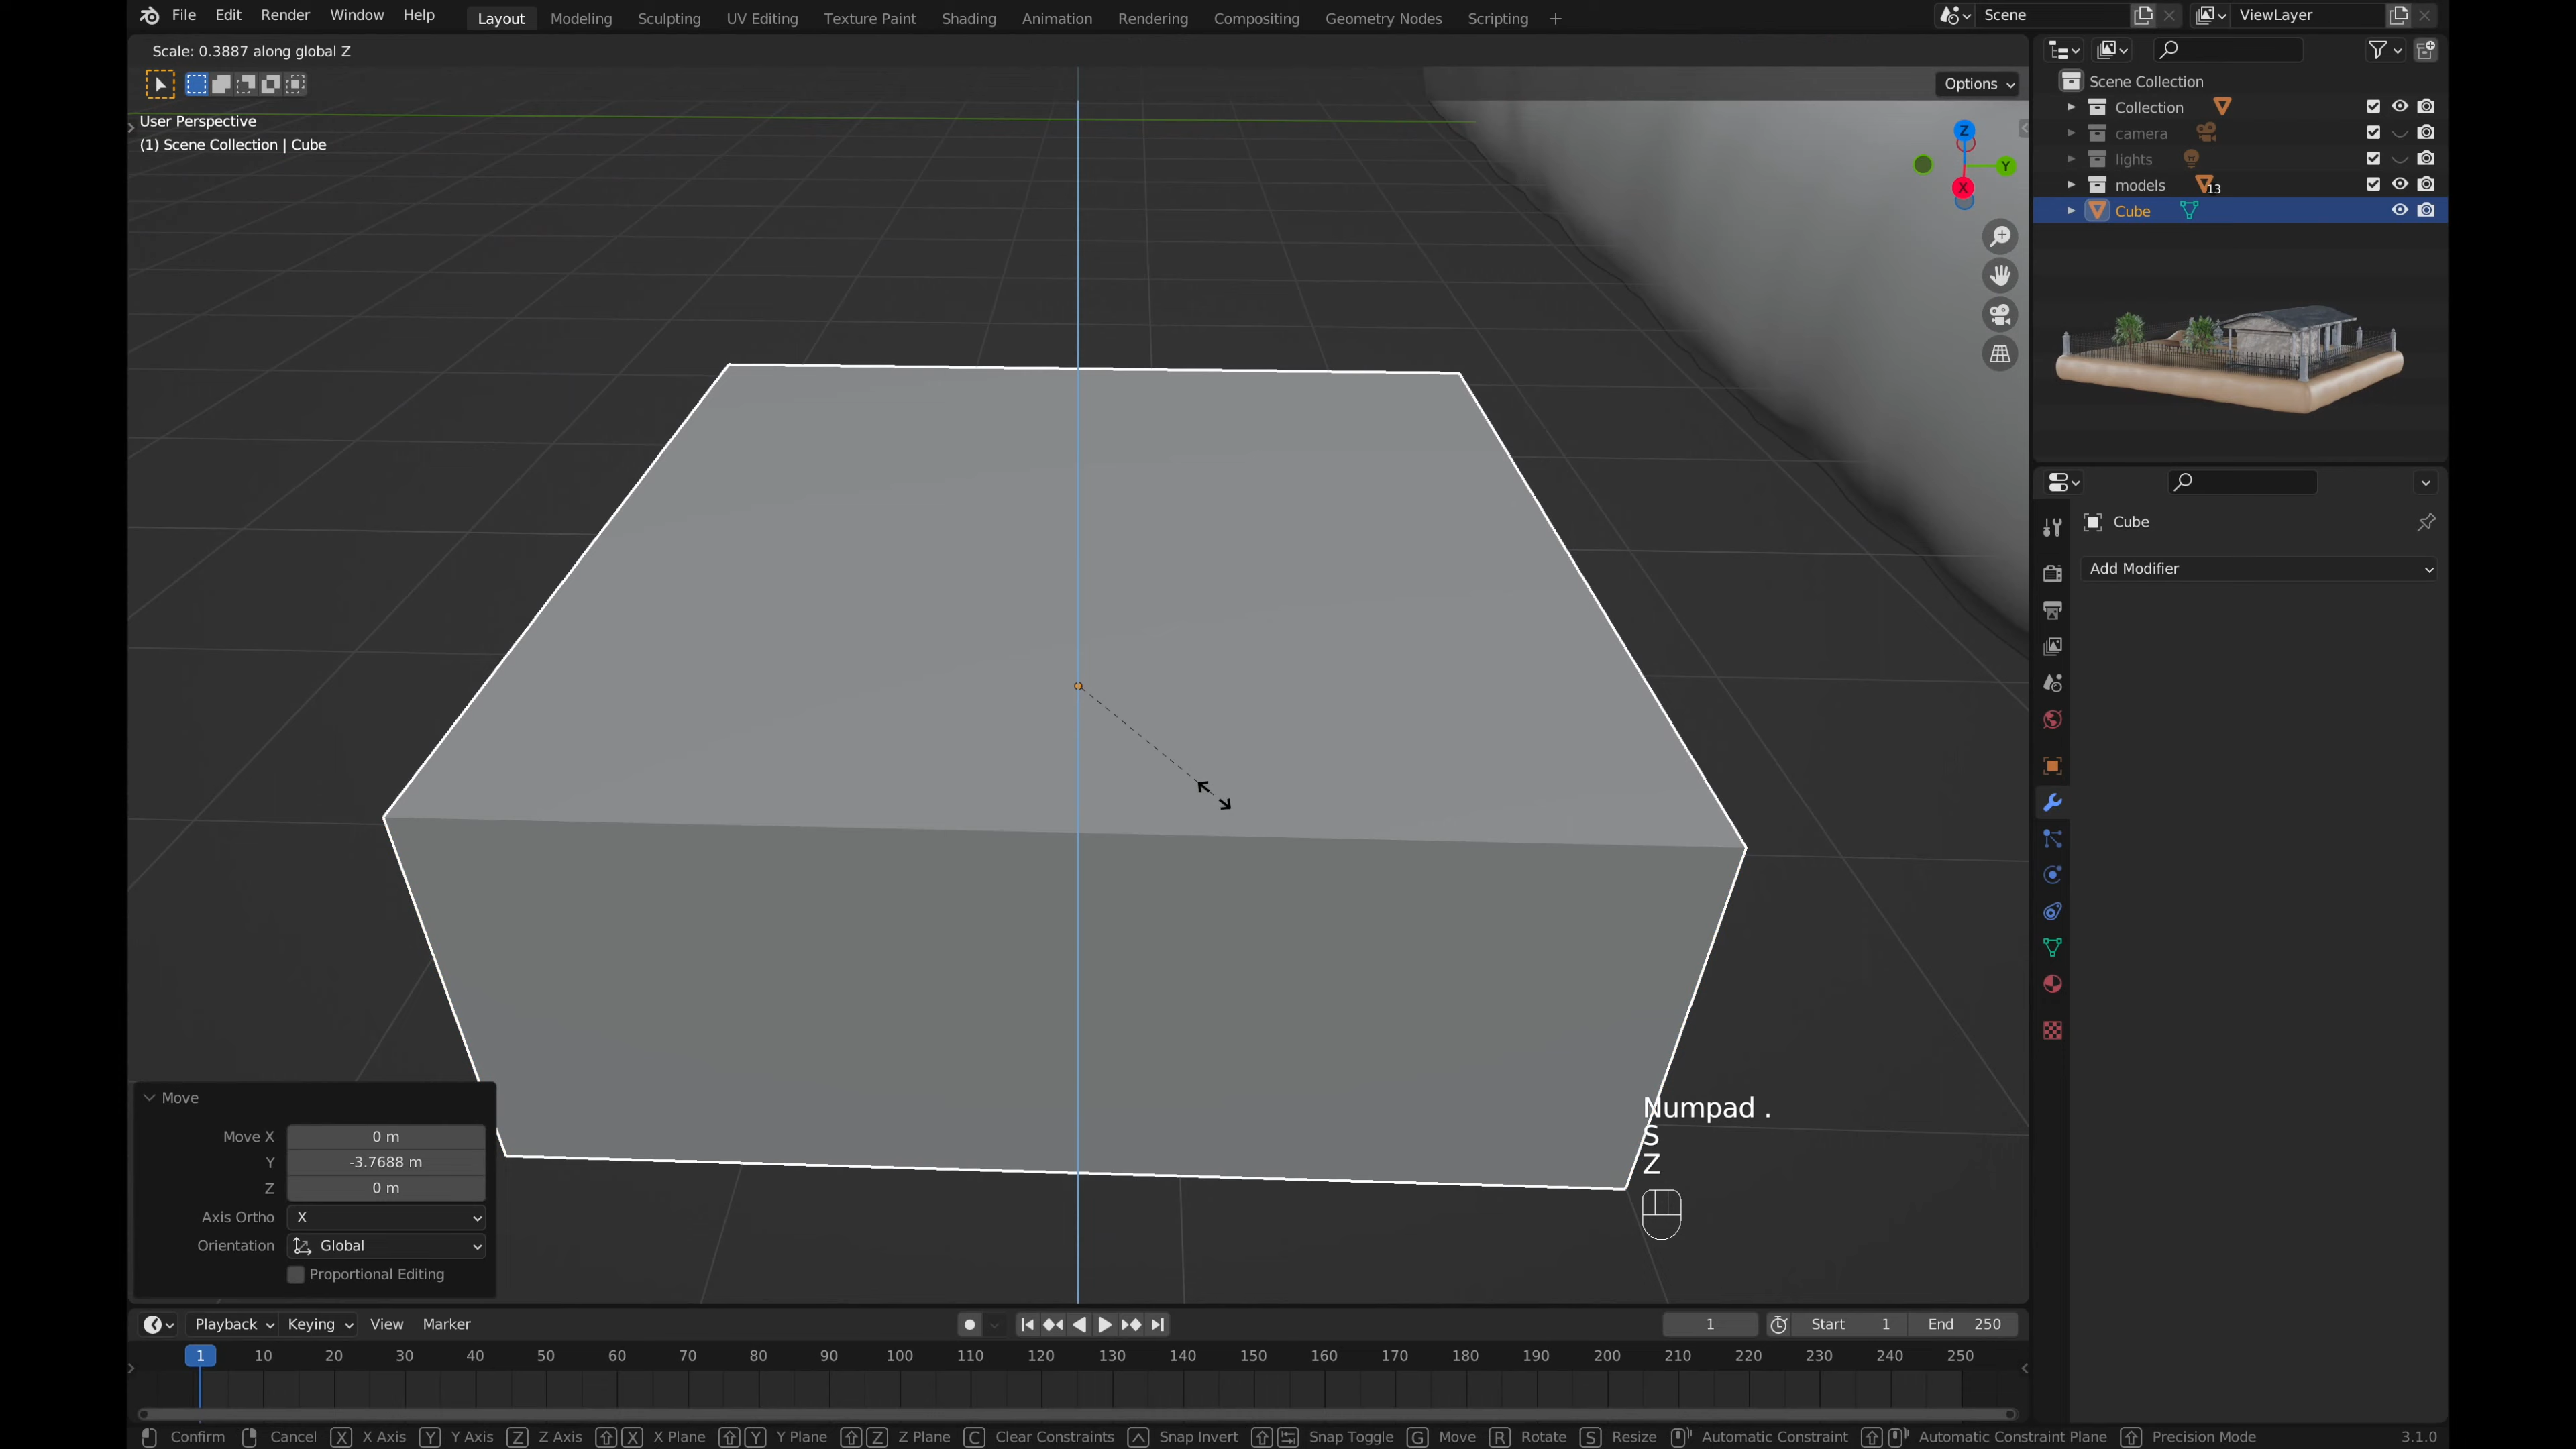 File Edit Render Window Help Layout Modeling Sculpting UV Editing Texture Paint Shading Animation Rendering Compositing Geometry Nodes Scripting + Scene ViewLayer
Scale: 0.3887 along global Z
Options
User Perspective
(1) Scene Collection | Cube
Z
Y
X
Scene Collection
Collection
camera
lights
models 13
Cube
Cube
Add Modifier
Numpad .
S
Z
Move
Move X 0 m
Y -3.7688 m
Z 0 m
Axis Ortho X
Orientation Global
Proportional Editing
Playback Keying View Marker 1 Start 1 End 250
1 10 20 30 40 50 60 70 80 90 100 110 120 130 140 150 160 170 180 190 200 210 220 230 240 250
Confirm Cancel X X Axis Y Y Axis Z Z Axis X X Plane Y Y Plane Z Z Plane C Clear Constraints Snap Invert Snap Toggle G Move R Rotate S Resize Automatic Constraint Automatic Constraint Plane Precision Mode 3.1.0